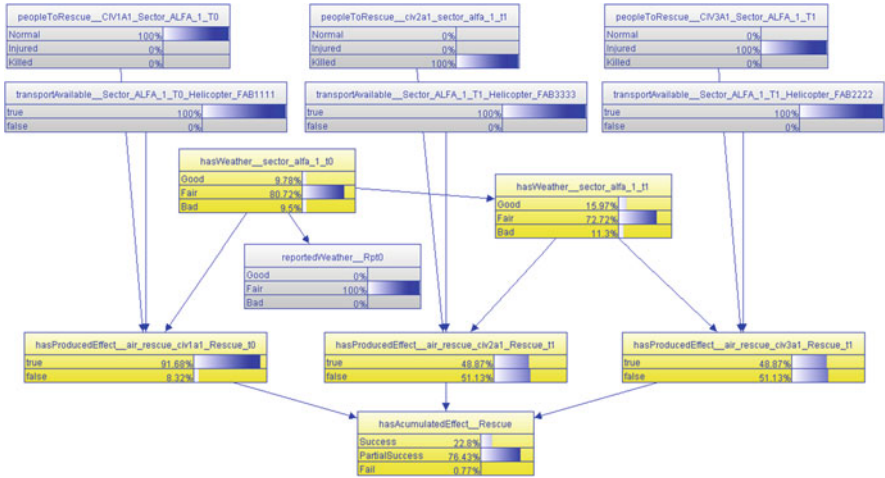 peopleToRescue__CIV1A1_Sector_ALFA_1_T0
Normal 100%
Injured 0%
Killed 0%
peopleToRescue__civ2a1_sector_alfa_1_t1
Normal 0%
Injured 0%
Killed 100%
peopleToRescue__CIV3A1_Sector_ALFA_1_T1
Normal 0%
Injured 100%
Killed 0%
transportAvailable__Sector_ALFA_1_T0_Helicopter_FAB1111
true 100%
false 0%
transportAvailable__Sector_ALFA_1_T1_Helicopter_FAB3333
true 100%
false 0%
transportAvailable__Sector_ALFA_1_T1_Helicopter_FAB2222
true 100%
false 0%
hasWeather__sector_alfa_1_t0
Good 9.78%
Fair 80.72%
Bad 9.5%
hasWeather__sector_alfa_1_t1
Good 15.97%
Fair 72.72%
Bad 11.3%
reportedWeather__Rpt0
Good 0%
Fair 100%
Bad 0%
hasProducedEffect__air_rescue_civ1a1_Rescue_t0
true 91.68%
false 8.32%
hasProducedEffect__air_rescue_civ2a1_Rescue_t1
true 48.87%
false 51.13%
hasProducedEffect__air_rescue_civ3a1_Rescue_t1
true 48.87%
false 51.13%
hasAcumulatedEffect__Rescue
Success 22.8%
PartialSuccess 76.43%
Fail 0.77%